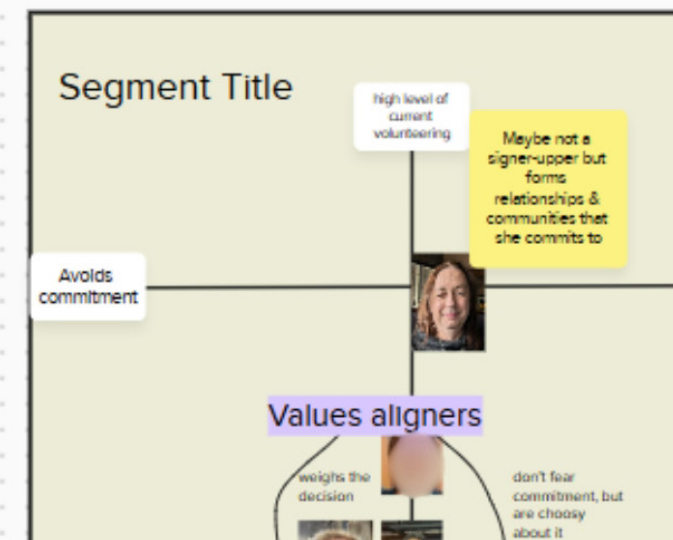 Segment Title
high level of
current
volunteering
Maybe not a
signer-upper but
forms
relationships &
communities that
she commits to
Avoids
commitment
Values aligners
weighs the
decision
don't fear
commitment, but
are choosy
about it